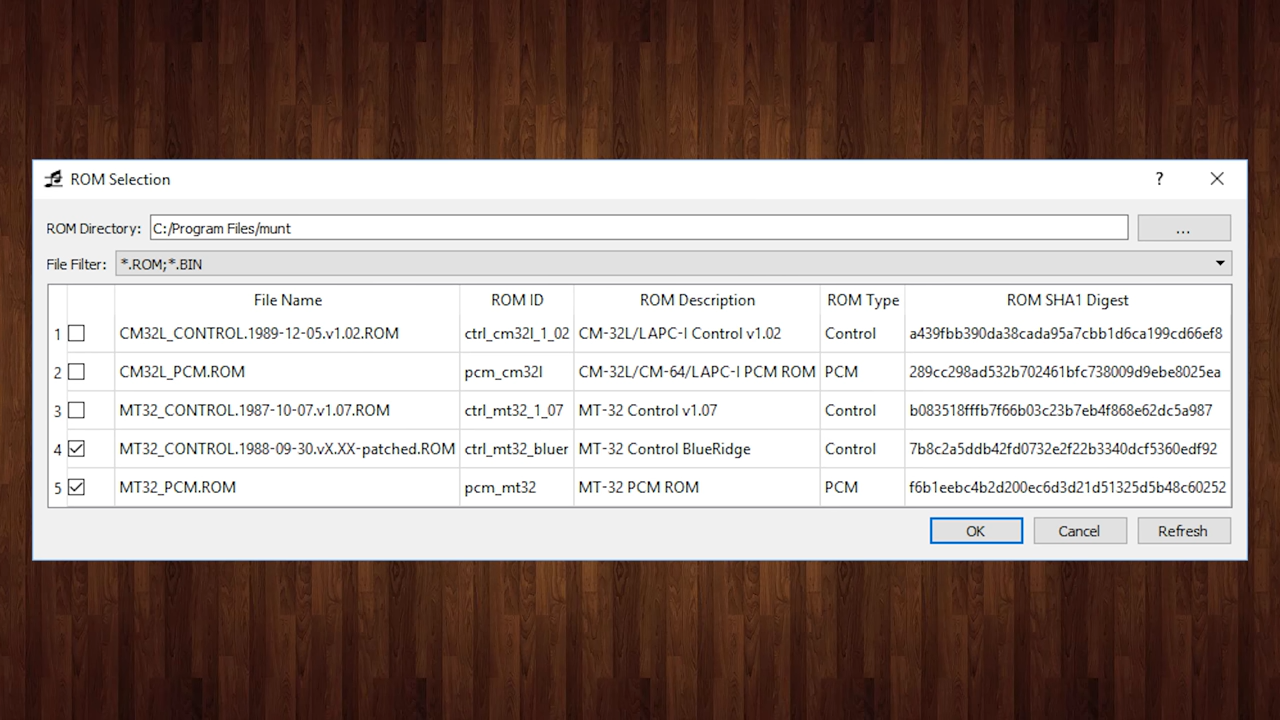 ROM Selection ?
ROM Directory: C:/Program Files/munt ...
File Filter: *.ROM;*.BIN
File Name ROM ID ROM Description ROM Type ROM SHA1 Digest
1 CM32L_CONTROL.1989-12-05.v1.02.ROM ctrl_cm32l_1_02 CM-32L/LAPC-I Control v1.02 Control a439fbb390da38cada95a7cbb1d6ca199cd66ef8
2 CM32L_PCM.ROM pcm_cm32l CM-32L/CM-64/LAPC-I PCM ROM PCM 289cc298ad532b702461bfc738009d9ebe8025ea
3 MT32_CONTROL.1987-10-07.v1.07.ROM ctrl_mt32_1_07 MT-32 Control v1.07 Control b083518fffb7f66b03c23b7eb4f868e62dc5a987
4 MT32_CONTROL.1988-09-30.vX.XX-patched.ROM ctrl_mt32_bluer MT-32 Control BlueRidge Control 7b8c2a5ddb42fd0732e2f22b3340dcf5360edf92
5 MT32_PCM.ROM pcm_mt32 MT-32 PCM ROM PCM f6b1eebc4b2d200ec6d3d21d51325d5b48c60252
OK Cancel Refresh